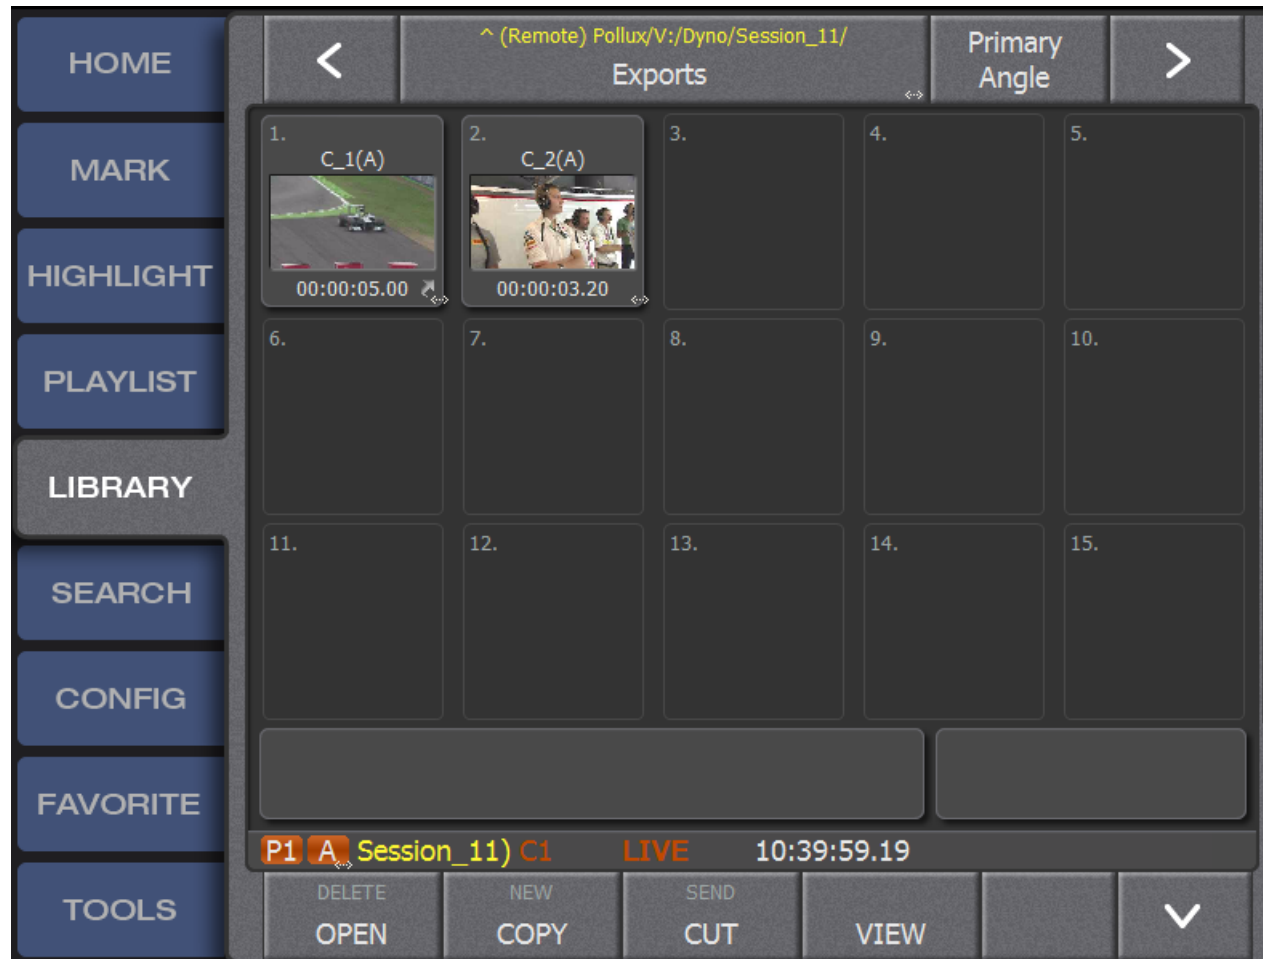 HOME
MARK
HIGHLIGHT
PLAYLIST
LIBRARY
SEARCH
CONFIG
FAVORITE
TOOLS
^ (Remote) Pollux/V:/Dyno/Session_11/
Exports
Primary
Angle
1.
C_1(A)
00:00:05.00
2.
C_2(A)
00:00:03.20
3.
4.
5.
6.
7.
8.
9.
10.
11.
12.
13.
14.
15.
P1 A Session_11) C1 LIVE 10:39:59.19
DELETE
OPEN
NEW
COPY
SEND
CUT
VIEW